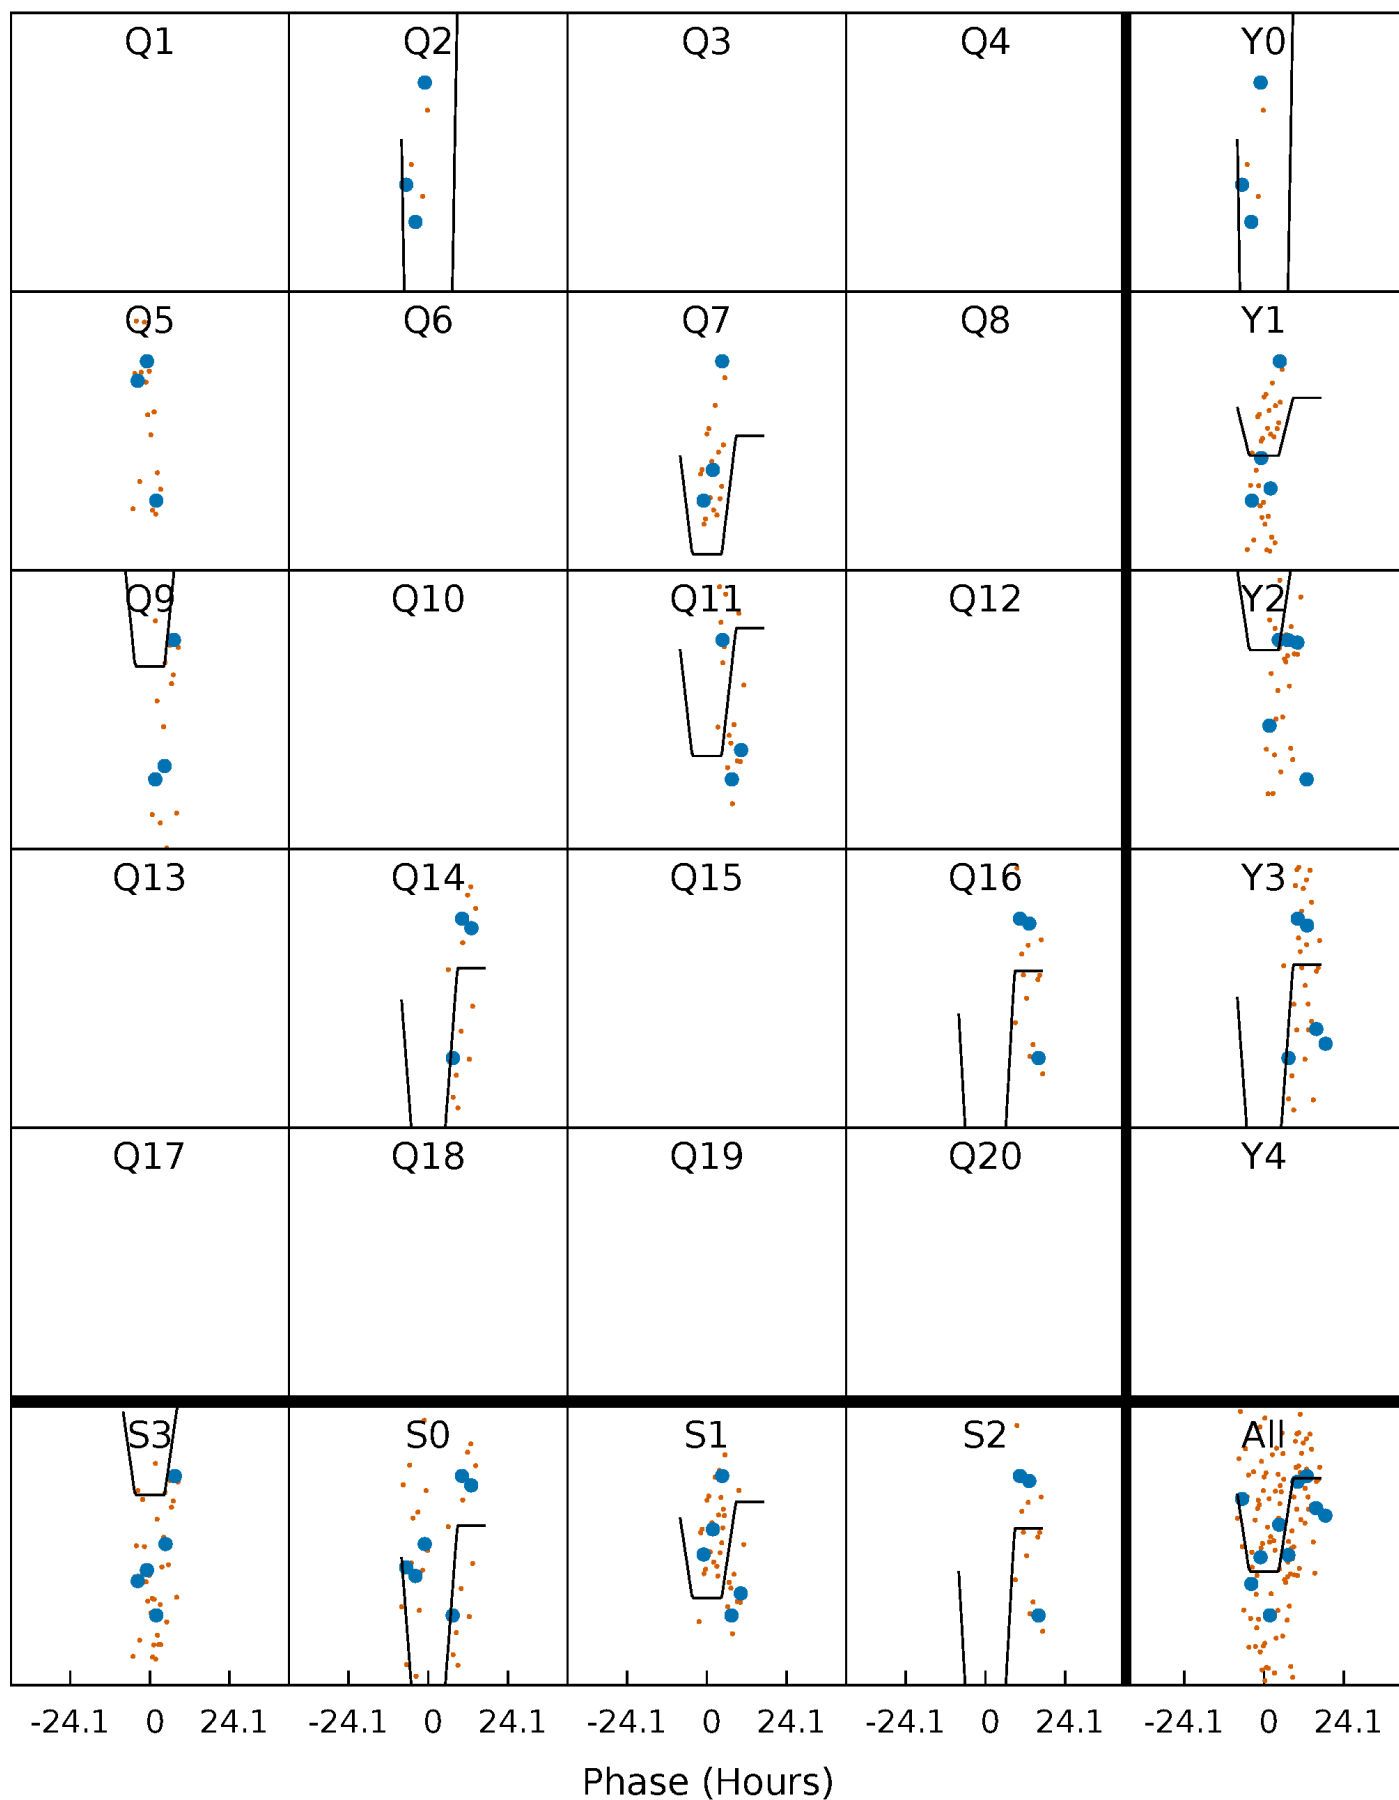 Q1 Q2 Q3 Q4 Y0
Q5 Q6 Q7 Q8 Y1
Q9 Q10 Q11 Q12 Y2
Q13 Q14 Q15 Q16 Y3
Q17 Q18 Q19 Q20 Y4
S3 S0 S1 S2 All
-24.1 0 24.1 -24.1 0 24.1 -24.1 0 24.1 -24.1 0 24.1 -24.1 0 24.1
Phase (Hours)